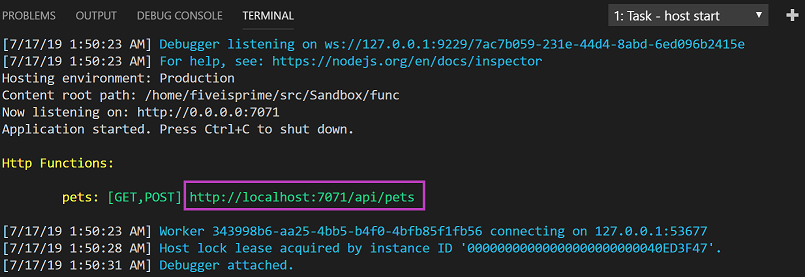 PROBLEMS OUTPUT DEBUG CONSOLE TERMINAL 1: Task - host start
[7/17/19 1:50:23 AM] Debugger listening on ws://127.0.0.1:9229/7ac7b059-231e-44d4-8abd-6ed096b2415e
[7/17/19 1:50:23 AM] For help, see: https://nodejs.org/en/docs/inspector
Hosting environment: Production
Content root path: /home/fiveisprime/src/Sandbox/func
Now listening on: http://0.0.0.0:7071
Application started. Press Ctrl+C to shut down.
Http Functions:
pets: [GET,POST] http://localhost:7071/api/pets
[7/17/19 1:50:23 AM] Worker 343998b6-aa25-4bb5-b4f0-4bfb85f1fb56 connecting on 127.0.0.1:53677
[7/17/19 1:50:28 AM] Host lock lease acquired by instance ID '000000000000000000000000040ED3F47'.
[7/17/19 1:50:31 AM] Debugger attached.